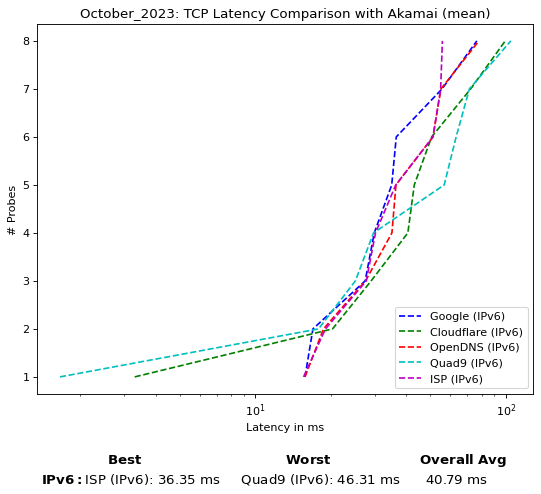 October_2023: TCP Latency Comparison with Akamai (mean)
8
7
6
5
4
3
2
1
# Probes
Google (IPv6)
Cloudflare (IPv6)
OpenDNS (IPv6)
Quad9 (IPv6)
ISP (IPv6)
10¹ 10²
Latency in ms
Best Worst Overall Avg
IPv6: ISP (IPv6): 36.35 ms Quad9 (IPv6): 46.31 ms 40.79 ms